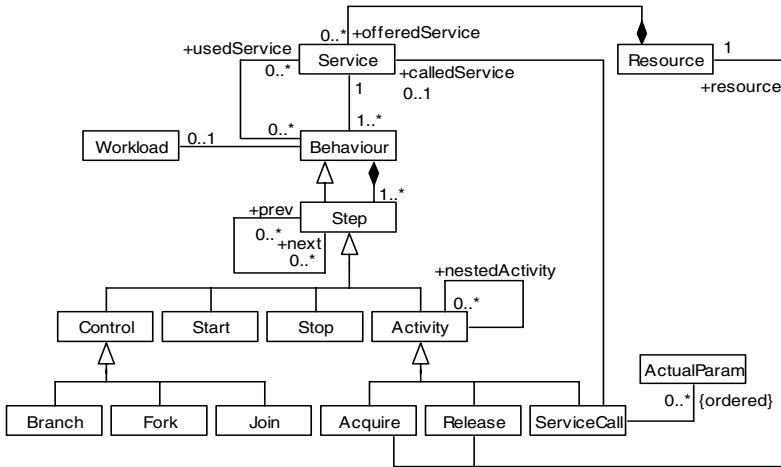 0..* +offeredService
+usedService
0..*
Service
Resource
1
+resource
+calledService
0..1
1
1..*
0..*
Workload
0..1
Behaviour
1..*
Step
+prev
0..*
+next
0..*
+nestedActivity
0..*
Control
Start
Stop
Activity
ActualParam
0..* {ordered}
Branch
Fork
Join
Acquire
Release
ServiceCall